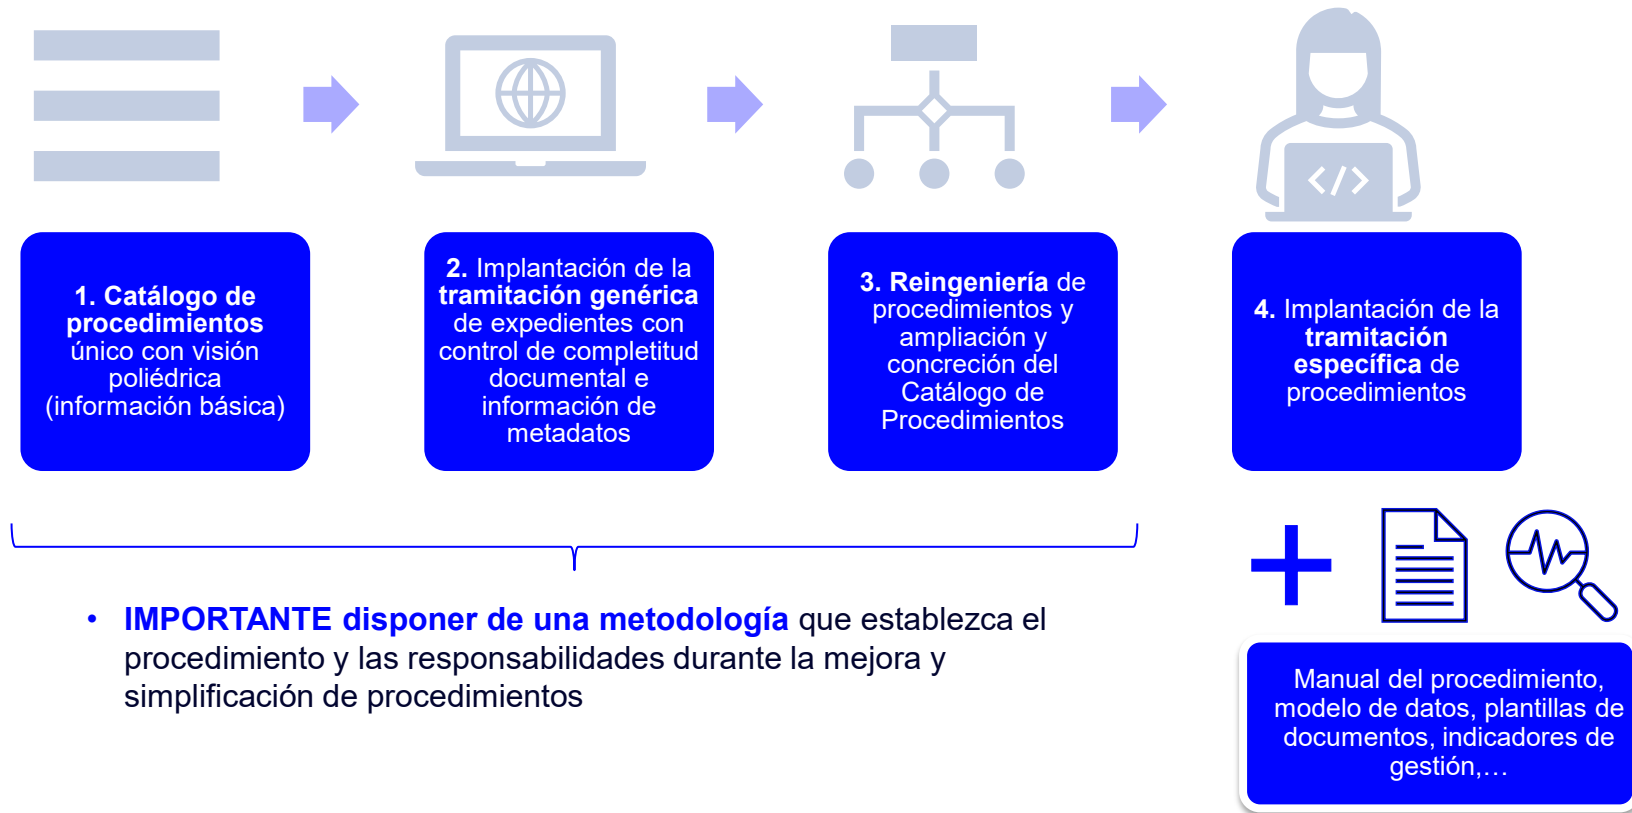 1. Catálogo de
procedimientos
único con visión
poliédrica
(información básica)
2. Implantación de la
tramitación genérica
de expedientes con
control de completitud
documental e
información de
metadatos
3. Reingeniería de
procedimientos y
ampliación y
concreción del
Catálogo de
Procedimientos
4. Implantación de la
tramitación
específica de
procedimientos
• IMPORTANTE disponer de una metodología que establezca el
procedimiento y las responsabilidades durante la mejora y
simplificación de procedimientos
Manual del procedimiento,
modelo de datos, plantillas de
documentos, indicadores de
gestión,…